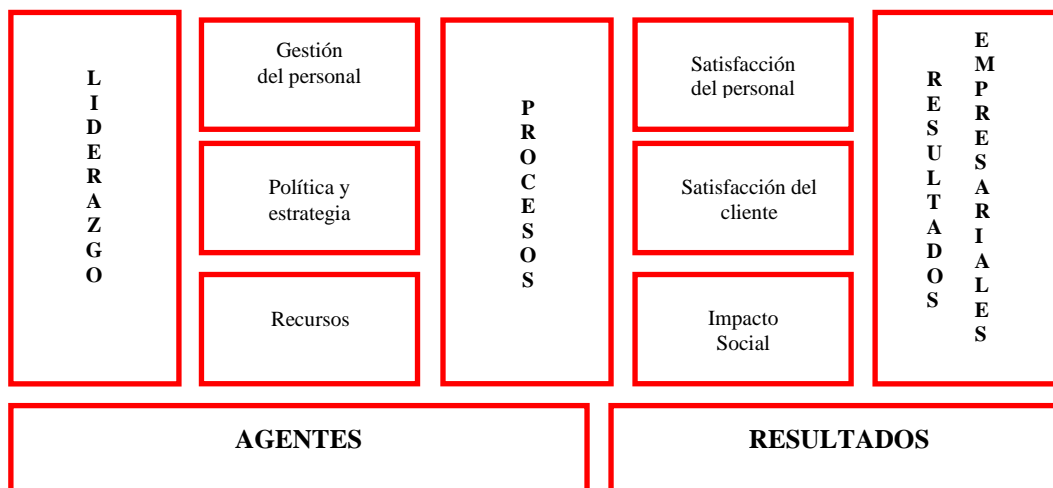 LIDERAZGO
Gestión
del personal
Política y
estrategia
Recursos
PROCESOS
Satisfacción
del personal
Satisfacción del
cliente
Impacto
Social
RESULTADOS
EMPRESARIALES
AGENTES
RESULTADOS